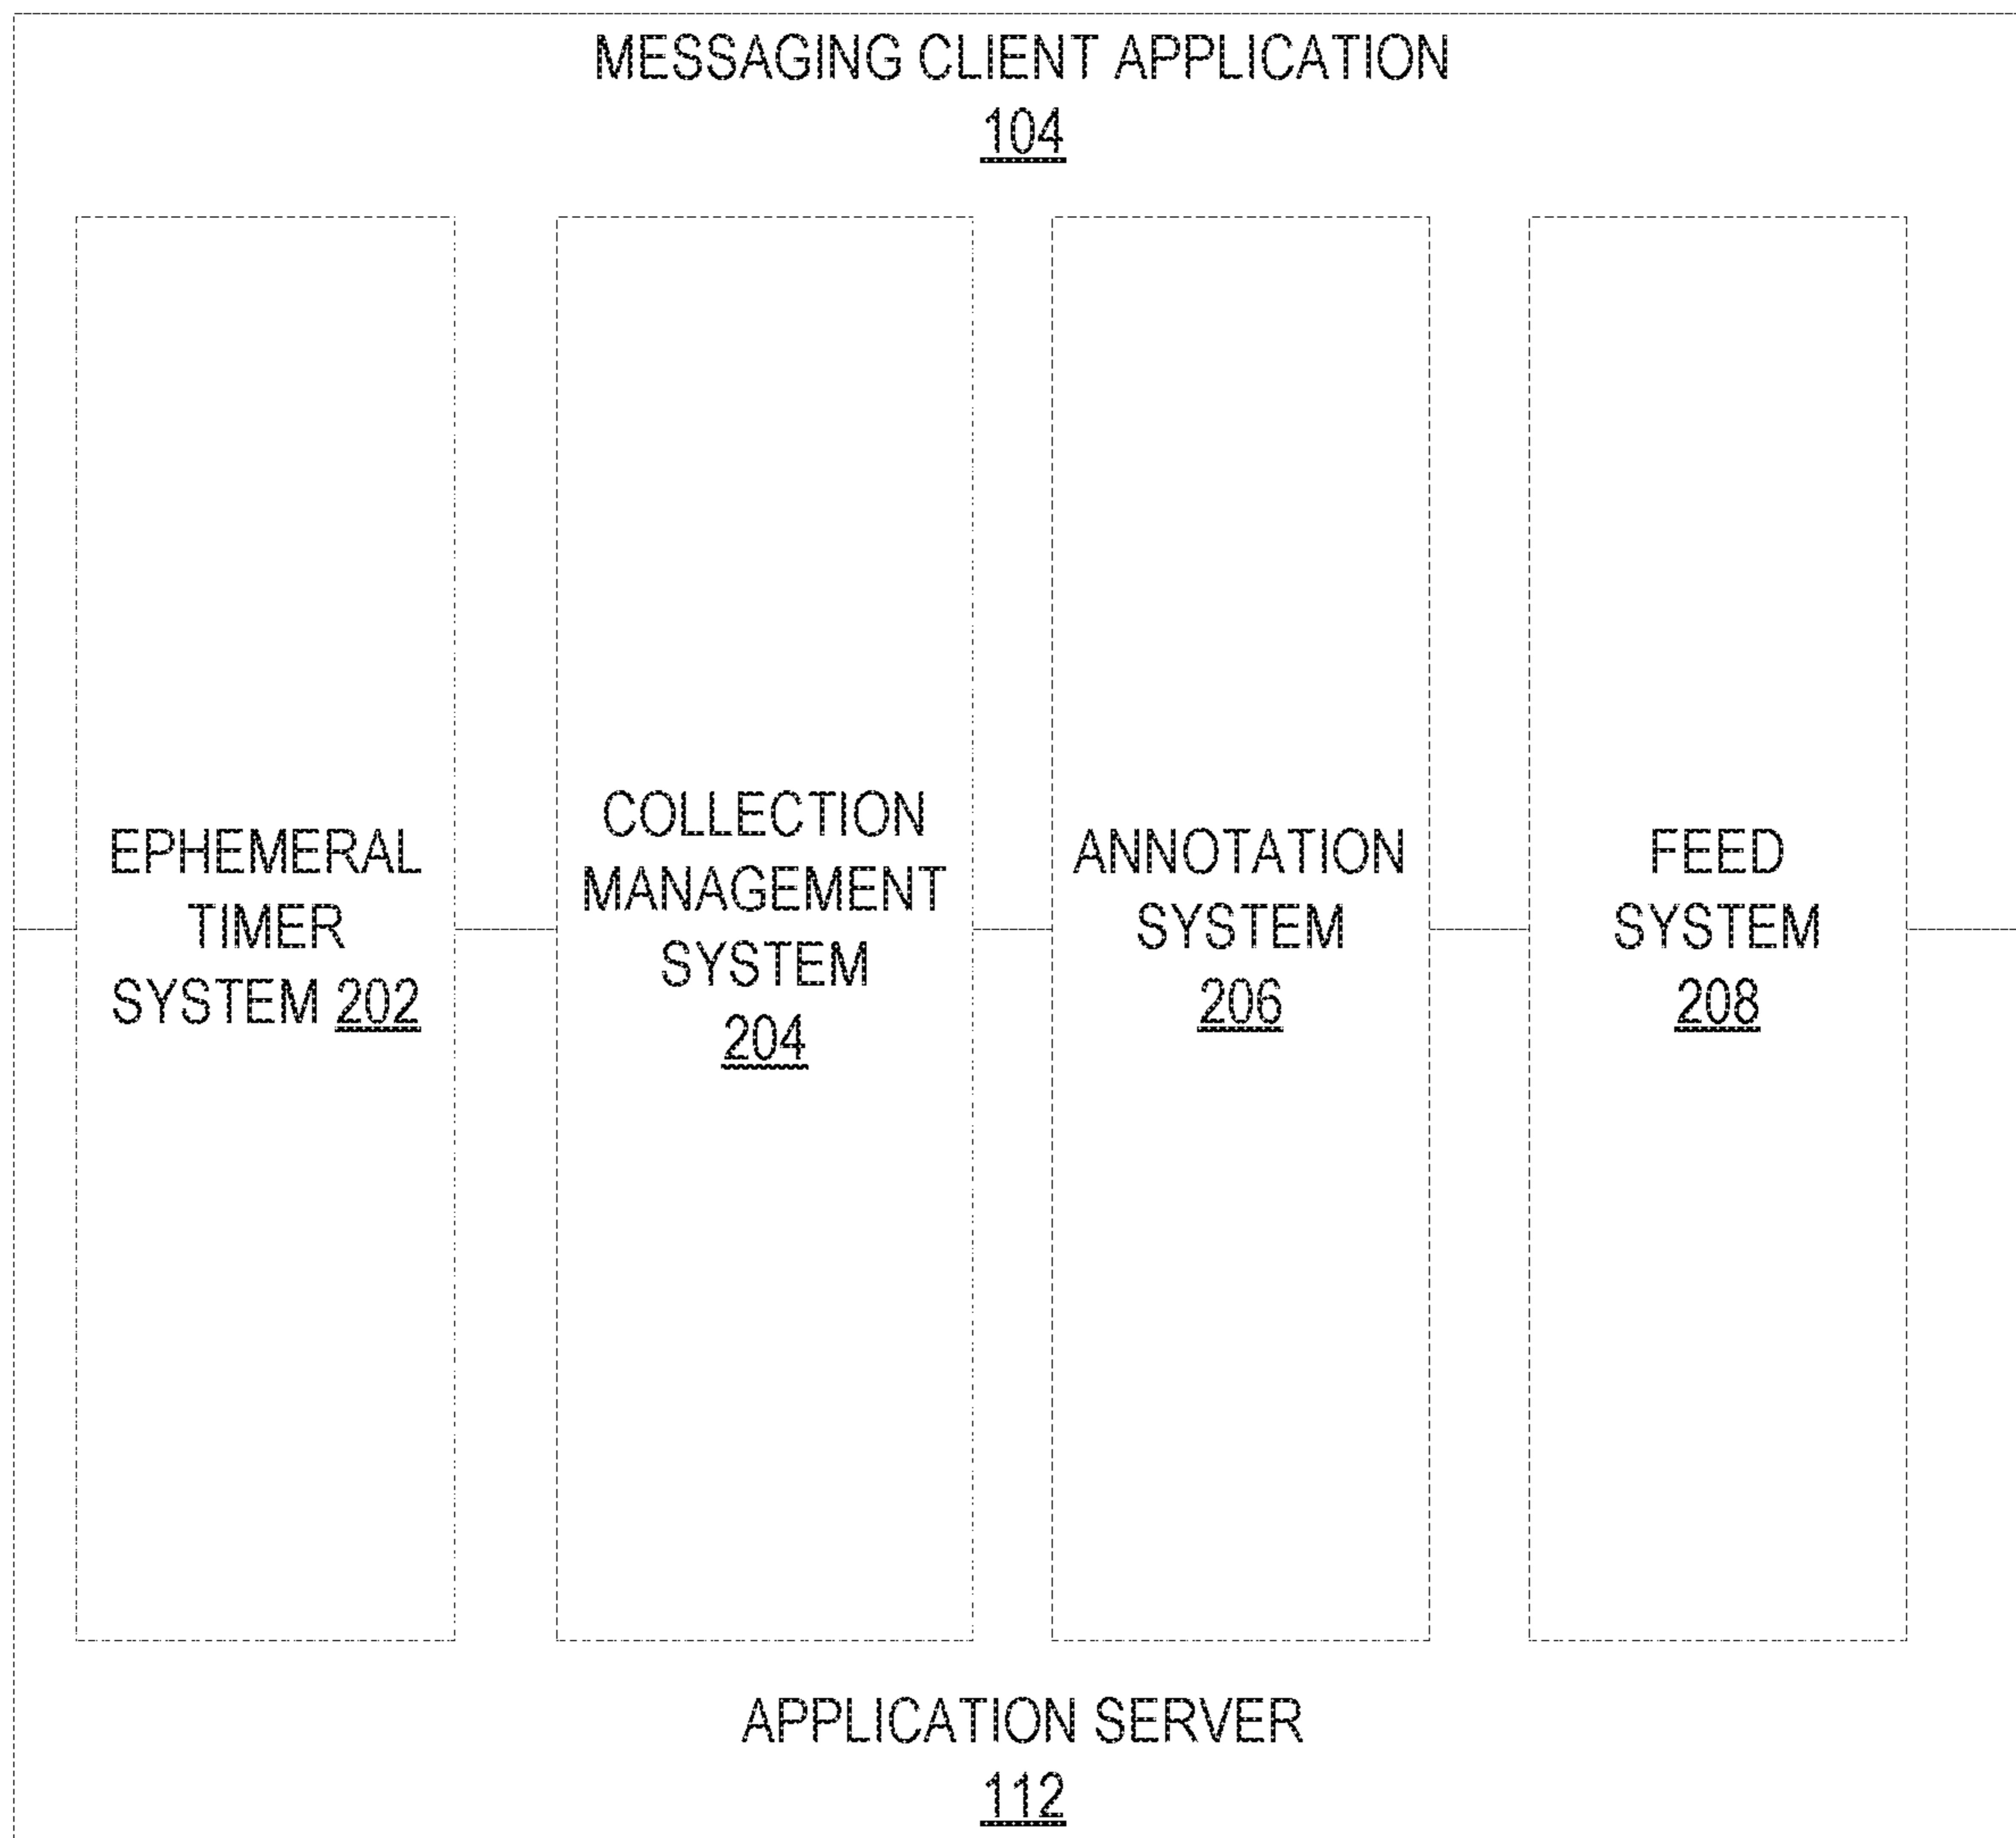 MESSAGING CLIENT APPLICATION
104
EPHEMERAL
TIMER
SYSTEM 202
COLLECTION
MANAGEMENT
SYSTEM
204
ANNOTATION
SYSTEM
206
FEED
SYSTEM
208
APPLICATION SERVER
112